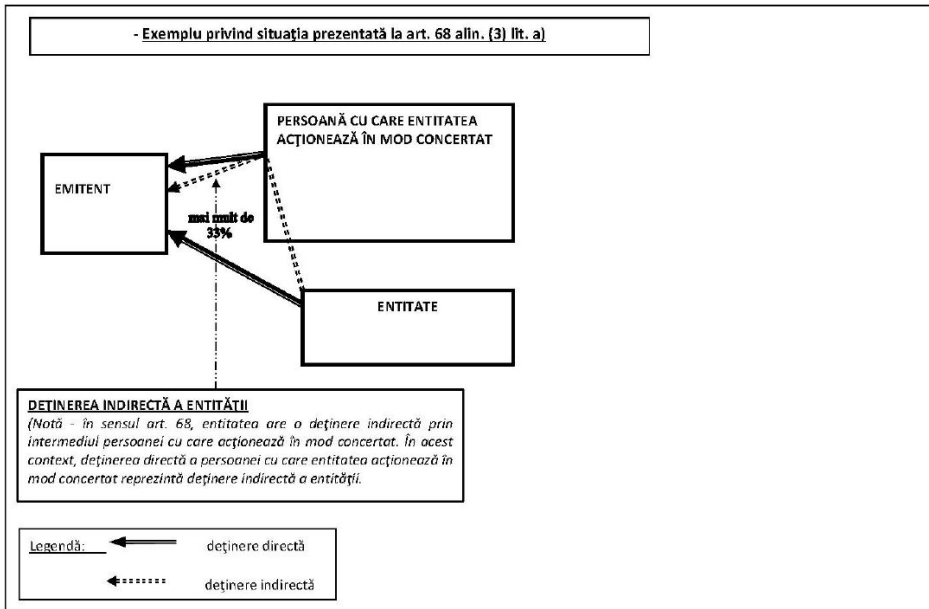 - Exemplu privind situația prezentată la art. 68 alin. (3) lit. a)
PERSOANĂ CU CARE ENTITATEA
ACŢIONEAZĂ ÎN MOD CONCERTAT
EMITENT
mai mult de
33%
ENTITATE
DEŢINEREA INDIRECTĂ A ENTITĂŢII
(Notă - în sensul art. 68, entitatea are o deţinere indirectă prin
intermediul persoanei cu care acţionează în mod concertat. În acest
context, deţinerea directă a persoanei cu care entitatea acţionează în
mod concertat reprezintă deţinere indirectă a entităţii.
Legendă:
deţinere directă
deţinere indirectă